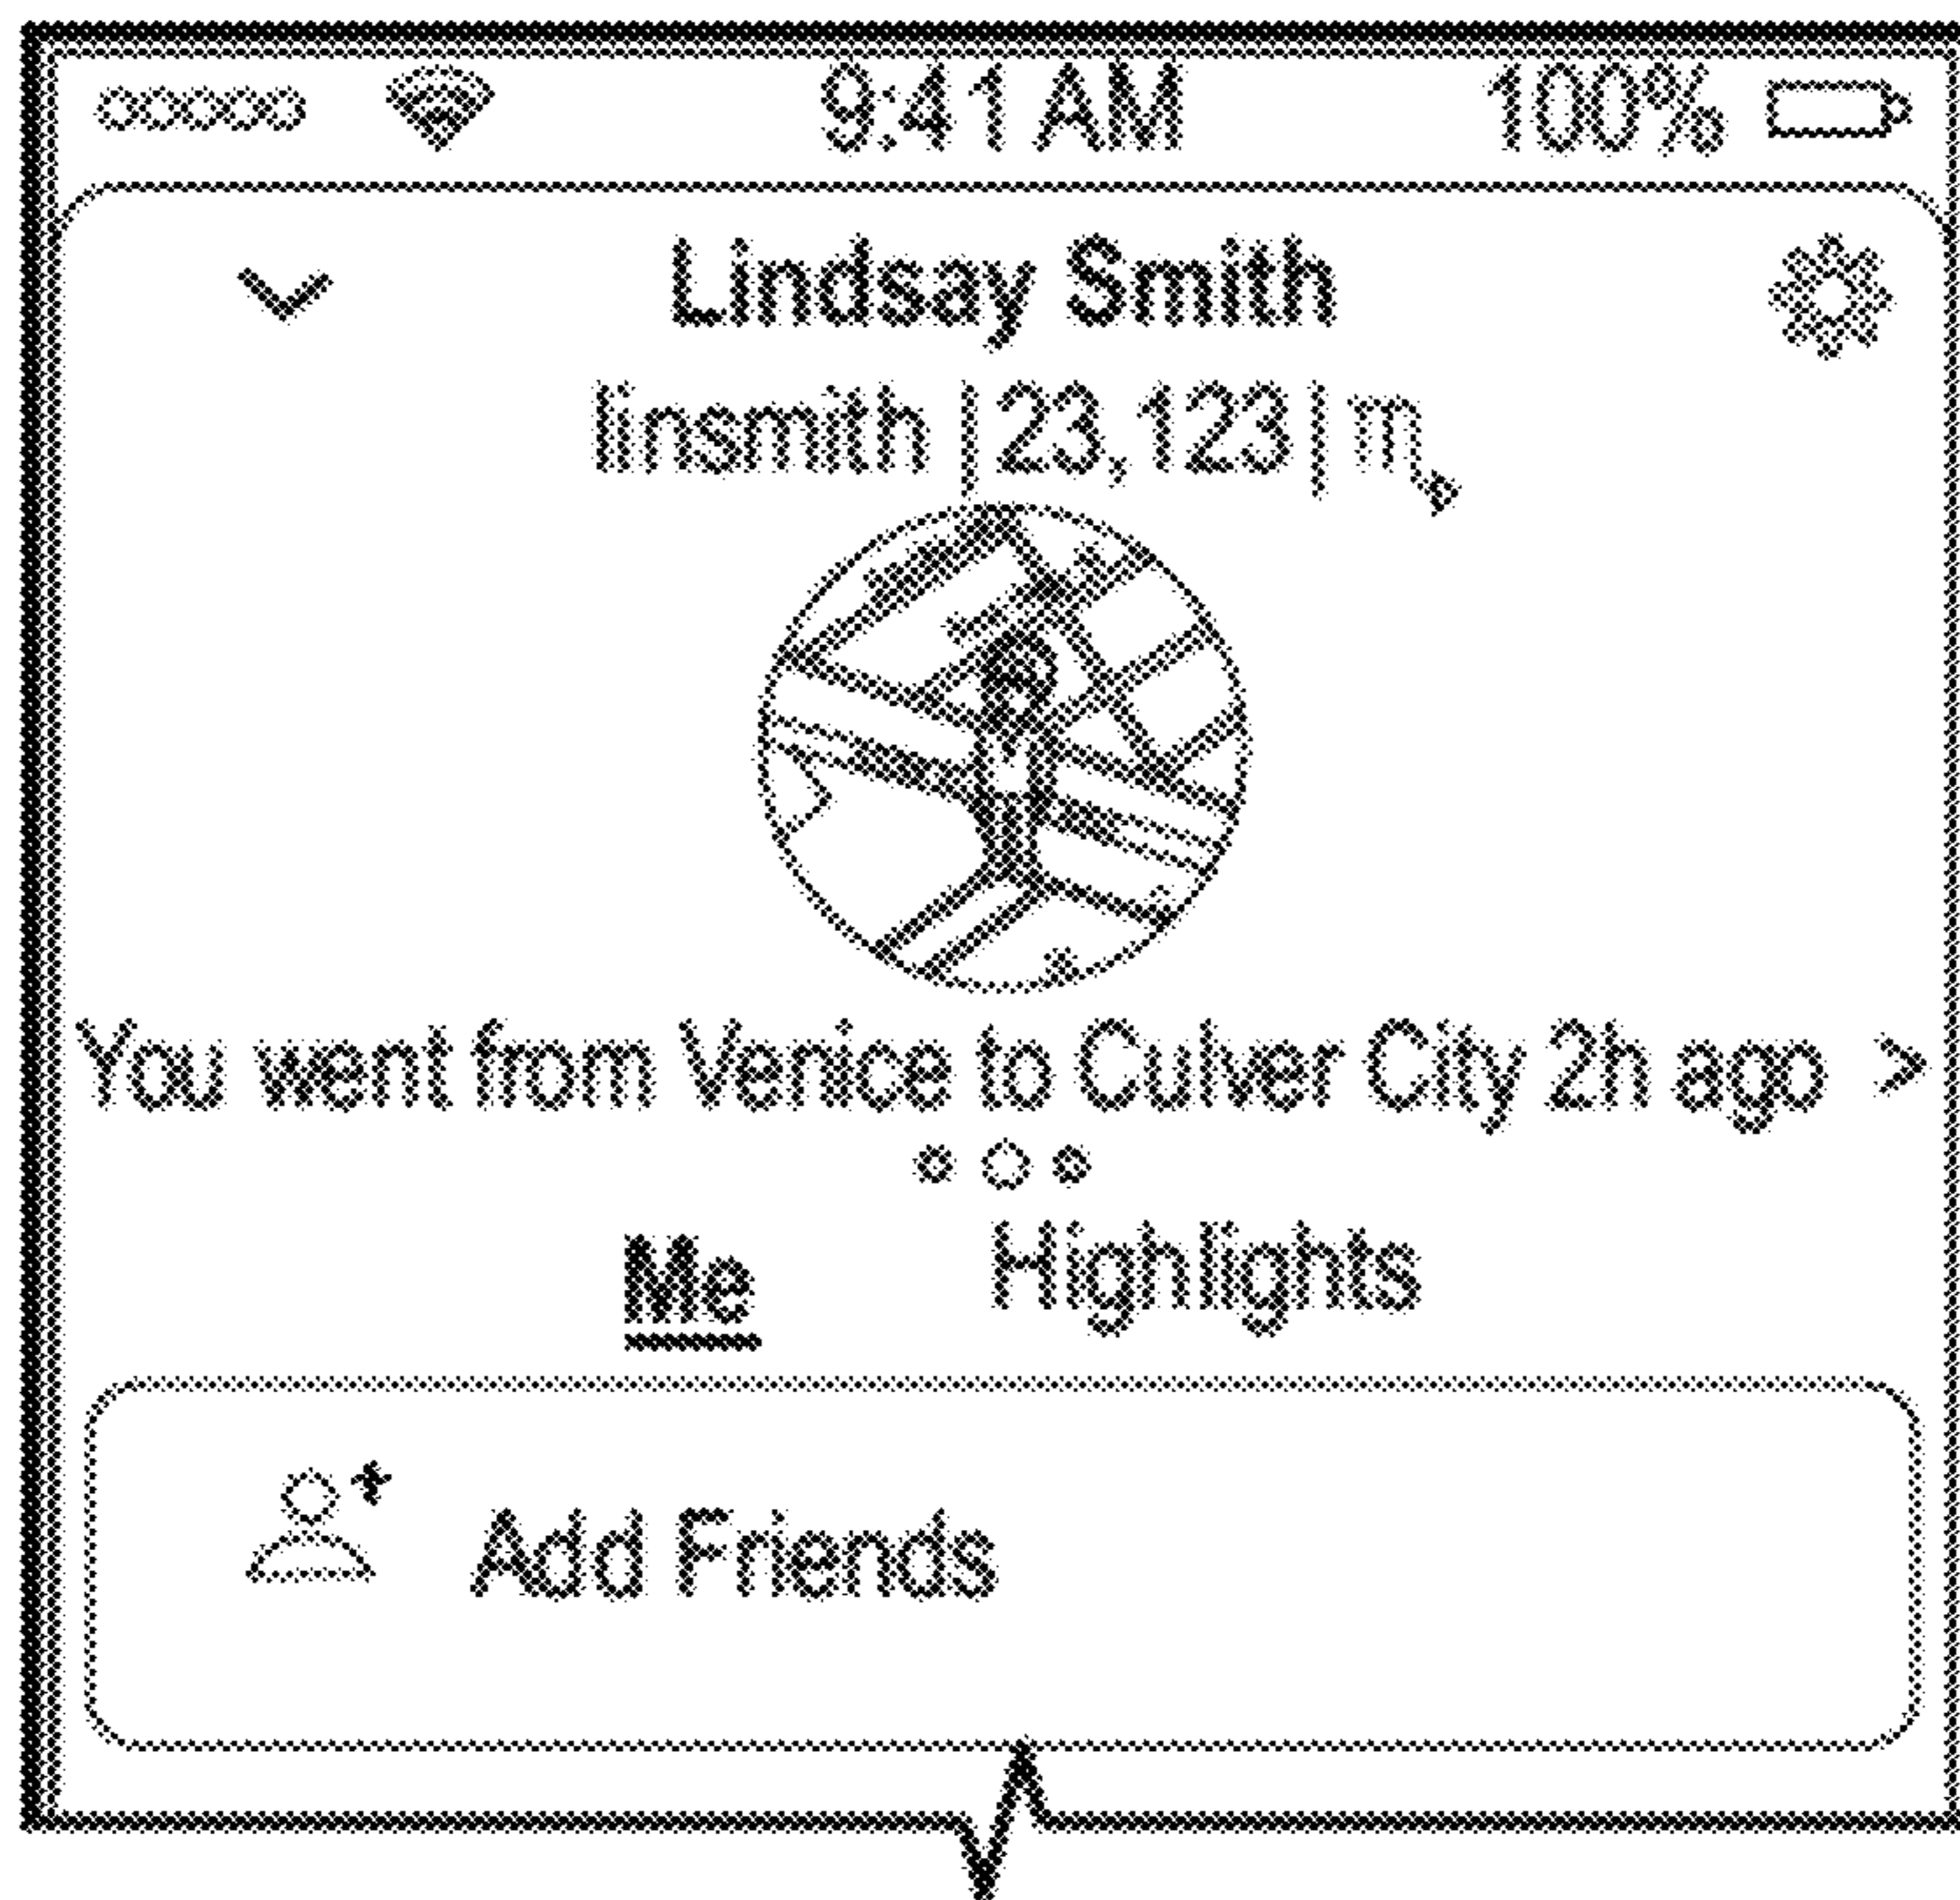 9:41 AM 100%
Lindsay Smith
linsmith | 23,123 | ♏
You went from Venice to Culver City 2h ago >
Me Highlights
Add Friends